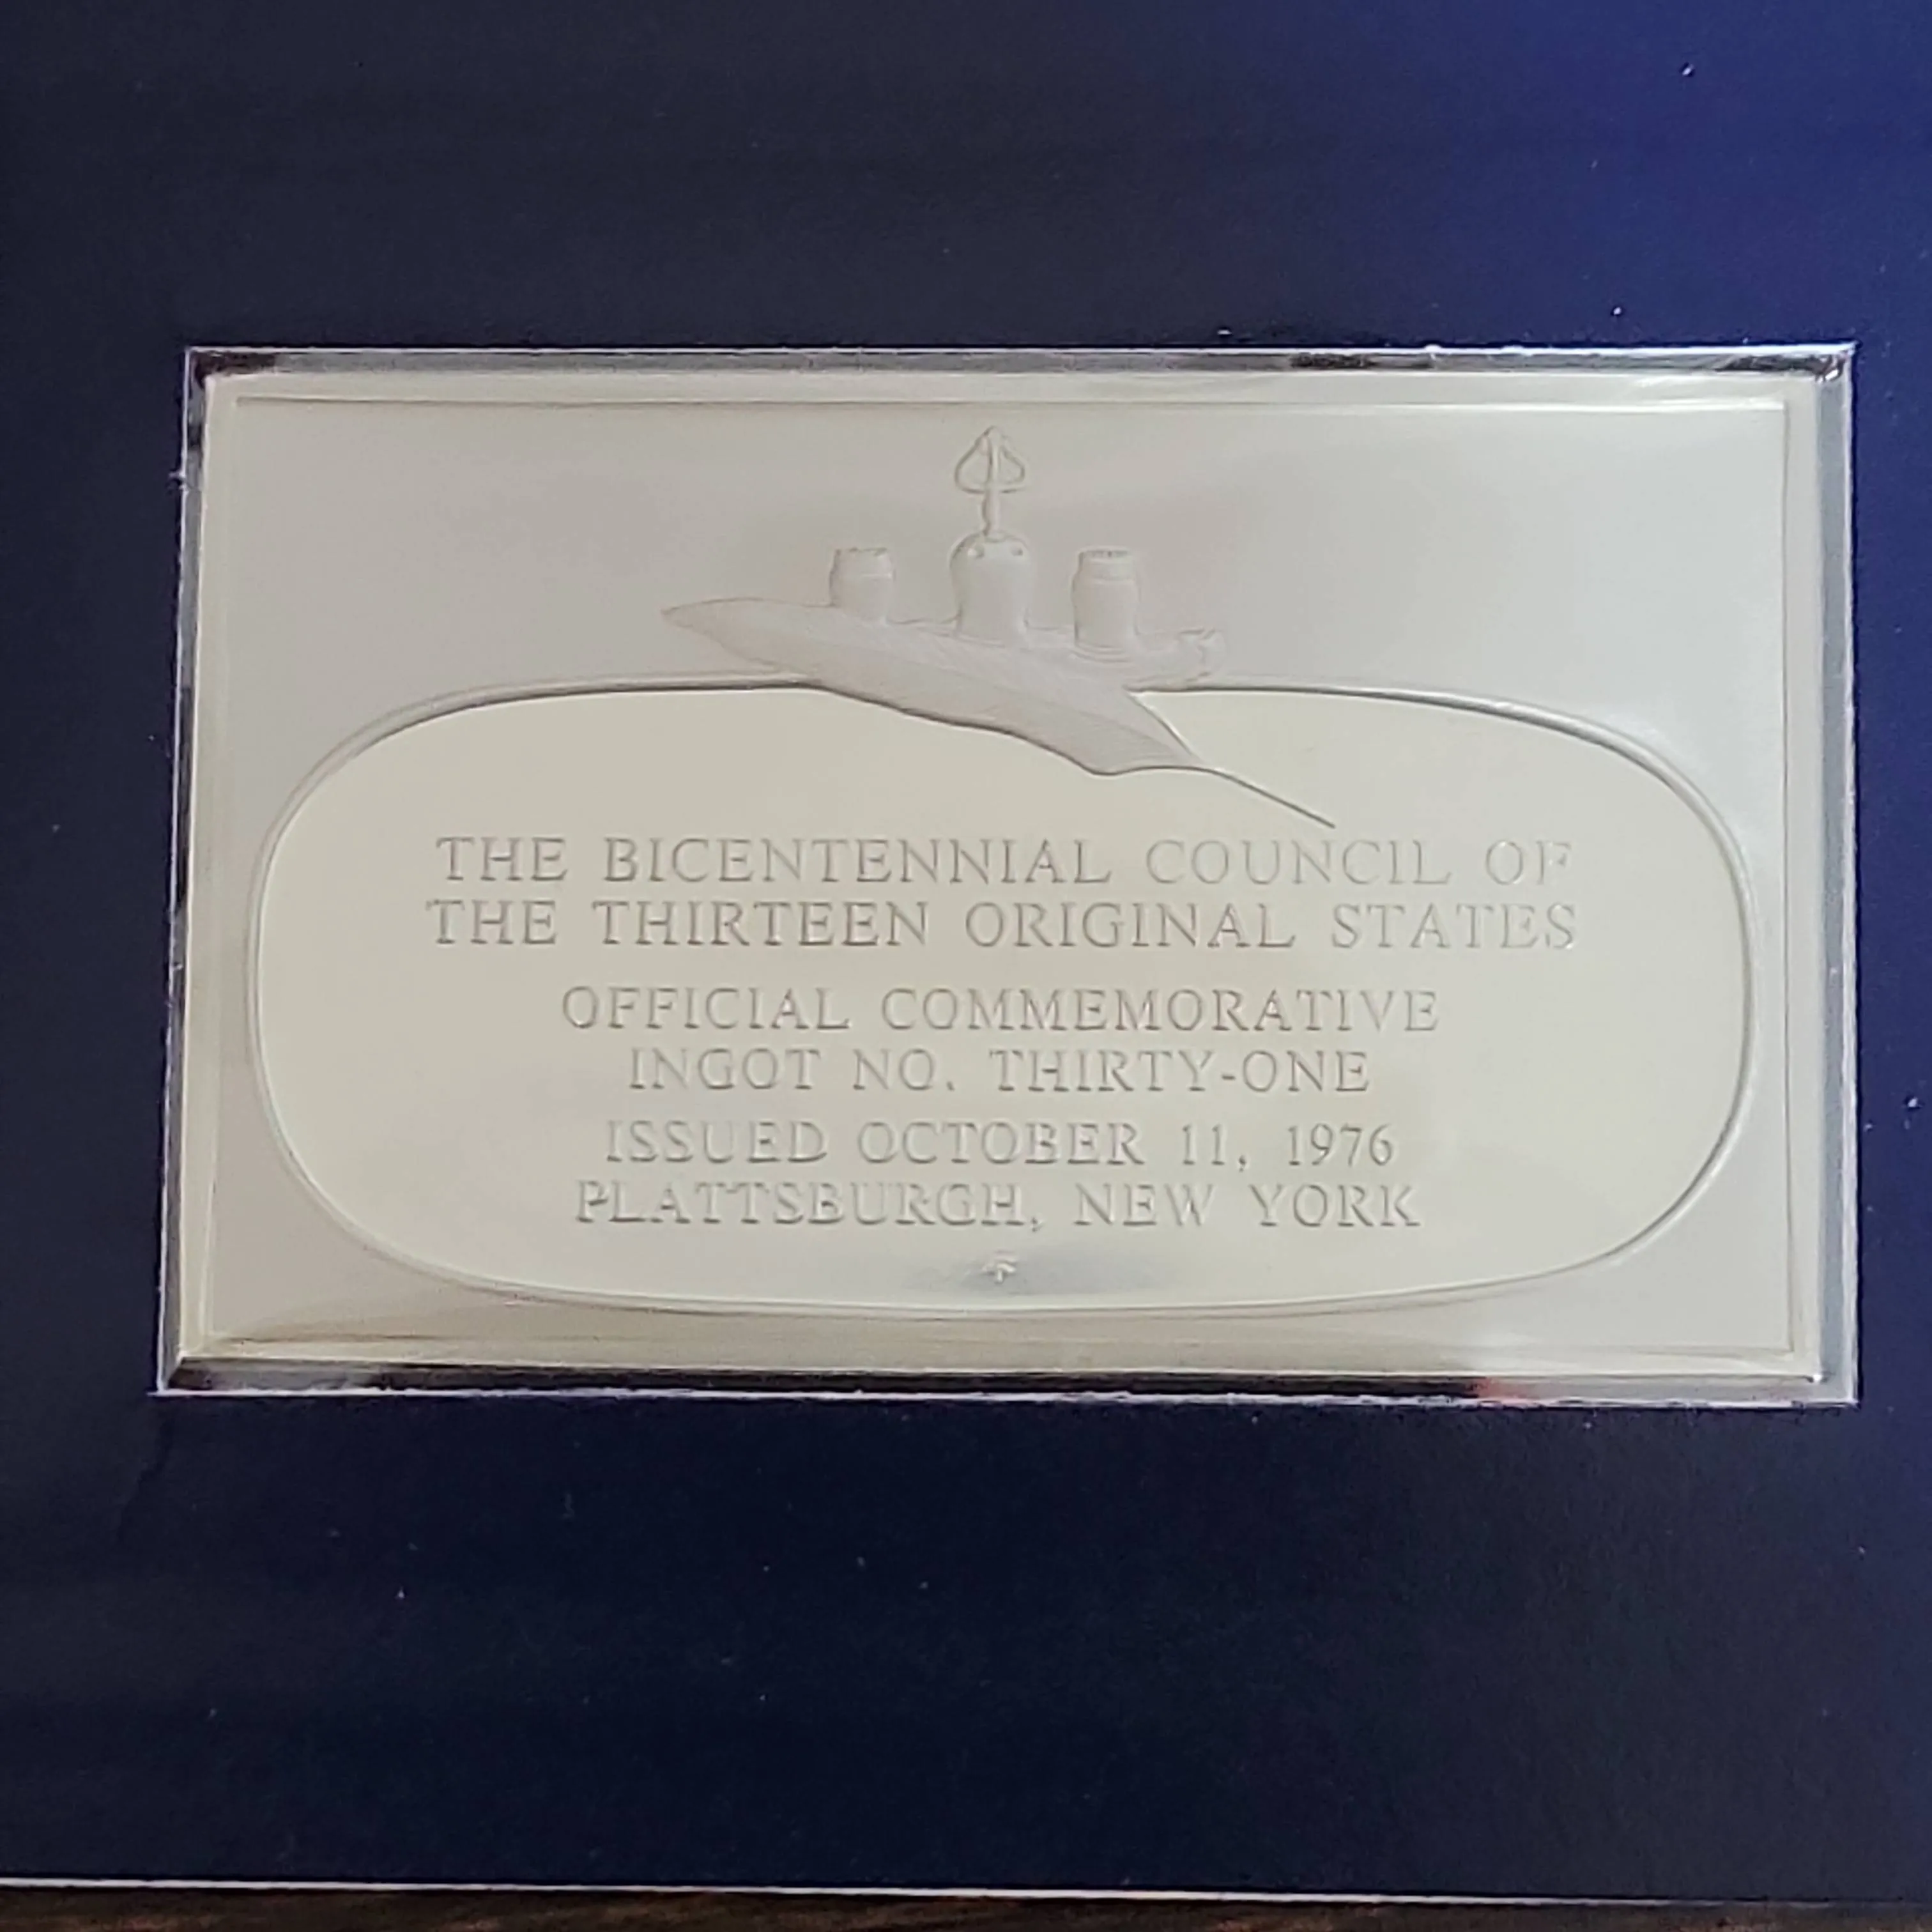 THE BICENTENNIAL COUNCIL OF
THE THIRTEEN ORIGINAL STATES
OFFICIAL COMMEMORATIVE
INGOT NO. THIRTY-ONE
ISSUED OCTOBER 11, 1976
PLATTSBURGH, NEW YORK